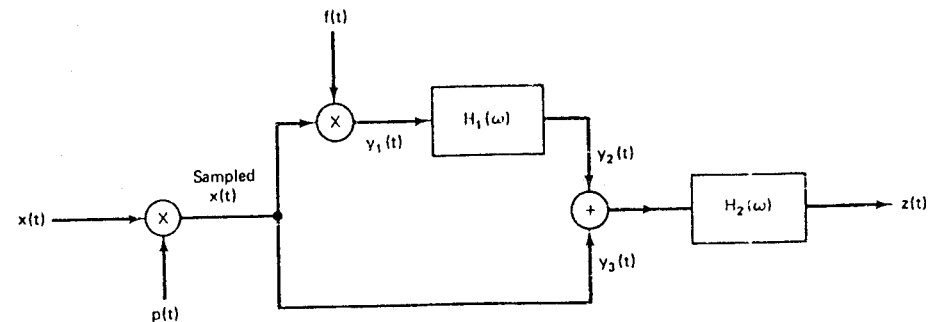 f(t)
X
y₁(t)
H₁(ω)
y₂(t)
Sampled
x(t)
x(t)
X
+
H₂(ω)
z(t)
y₃(t)
p(t)